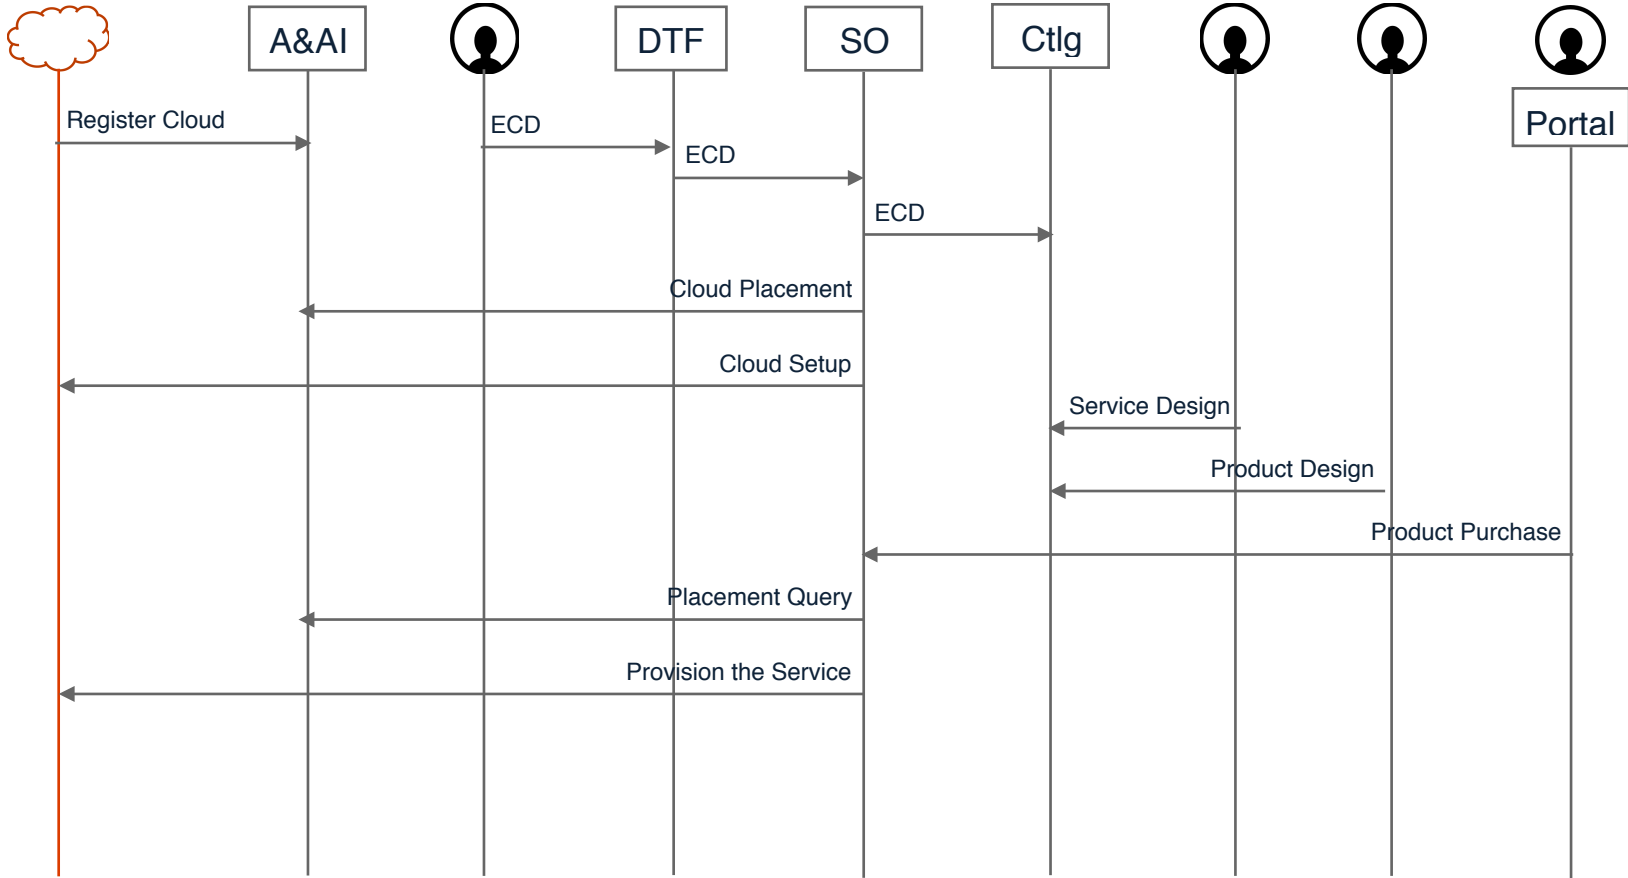 A&AI
DTF
SO
Ctlg
Portal
Register Cloud
ECD
ECD
ECD
Cloud Placement
Cloud Setup
Service Design
Product Design
Product Purchase
Placement Query
Provision the Service